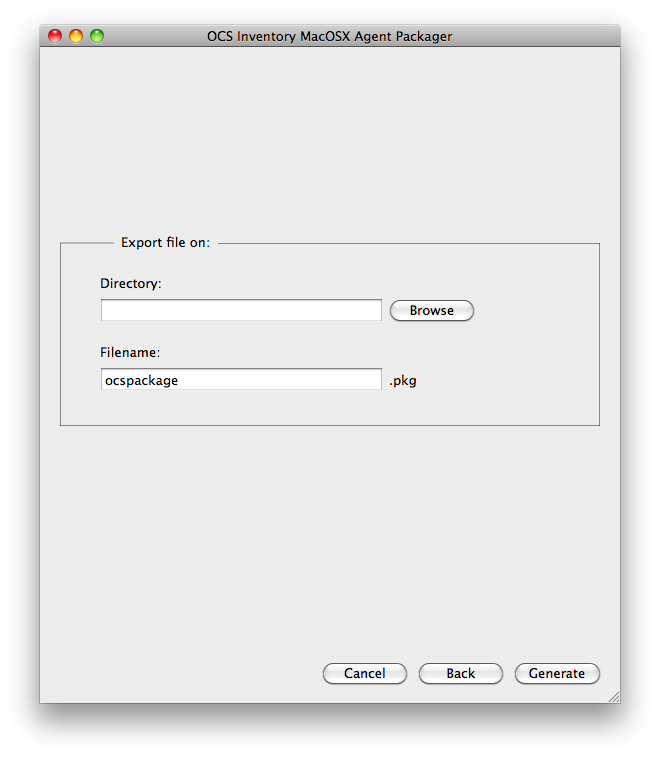 OCS Inventory MacOSX Agent Packager
Export file on:
Directory:
Browse
Filename:
ocspackage .pkg
Cancel Back Generate